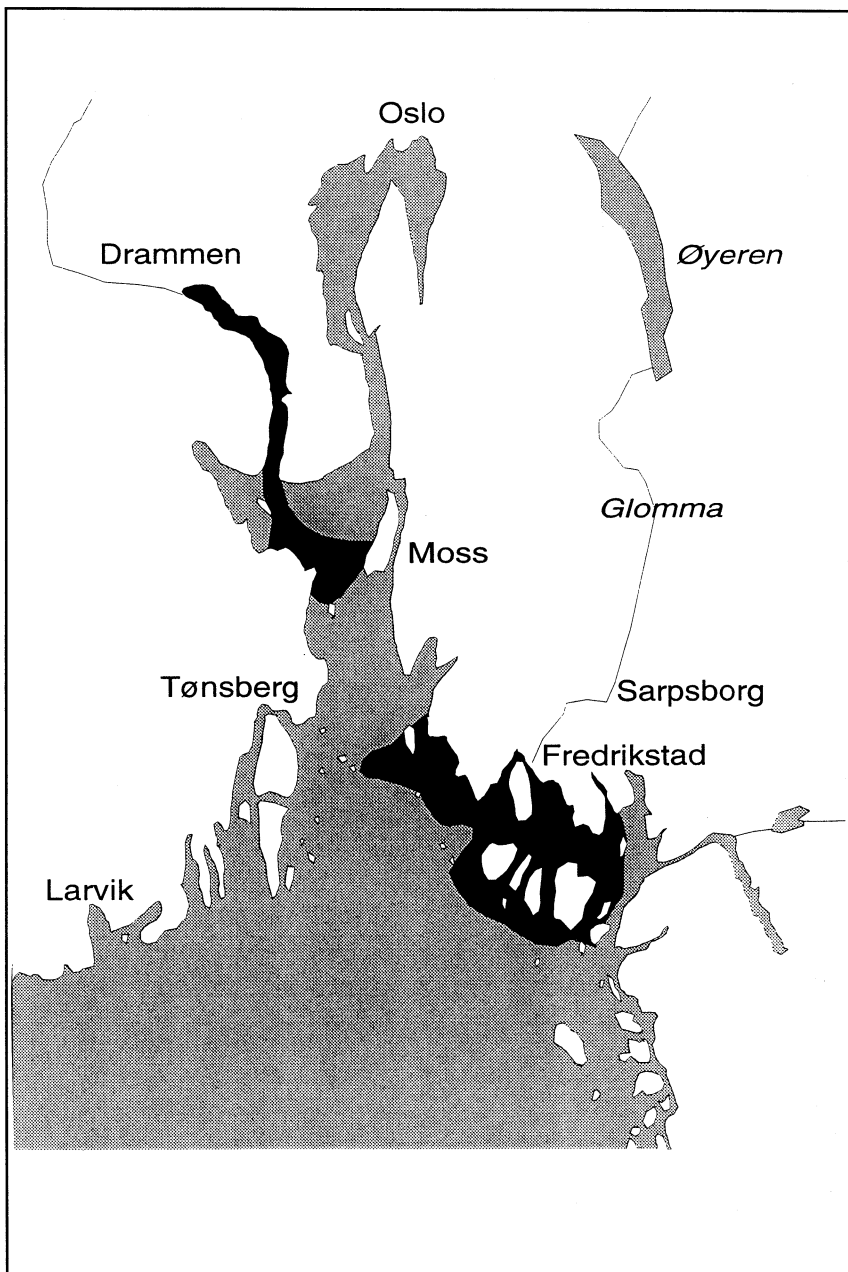 Oslo
Drammen
Øyeren
Glomma
Moss
Tønsberg
Sarpsborg
Fredrikstad
Larvik